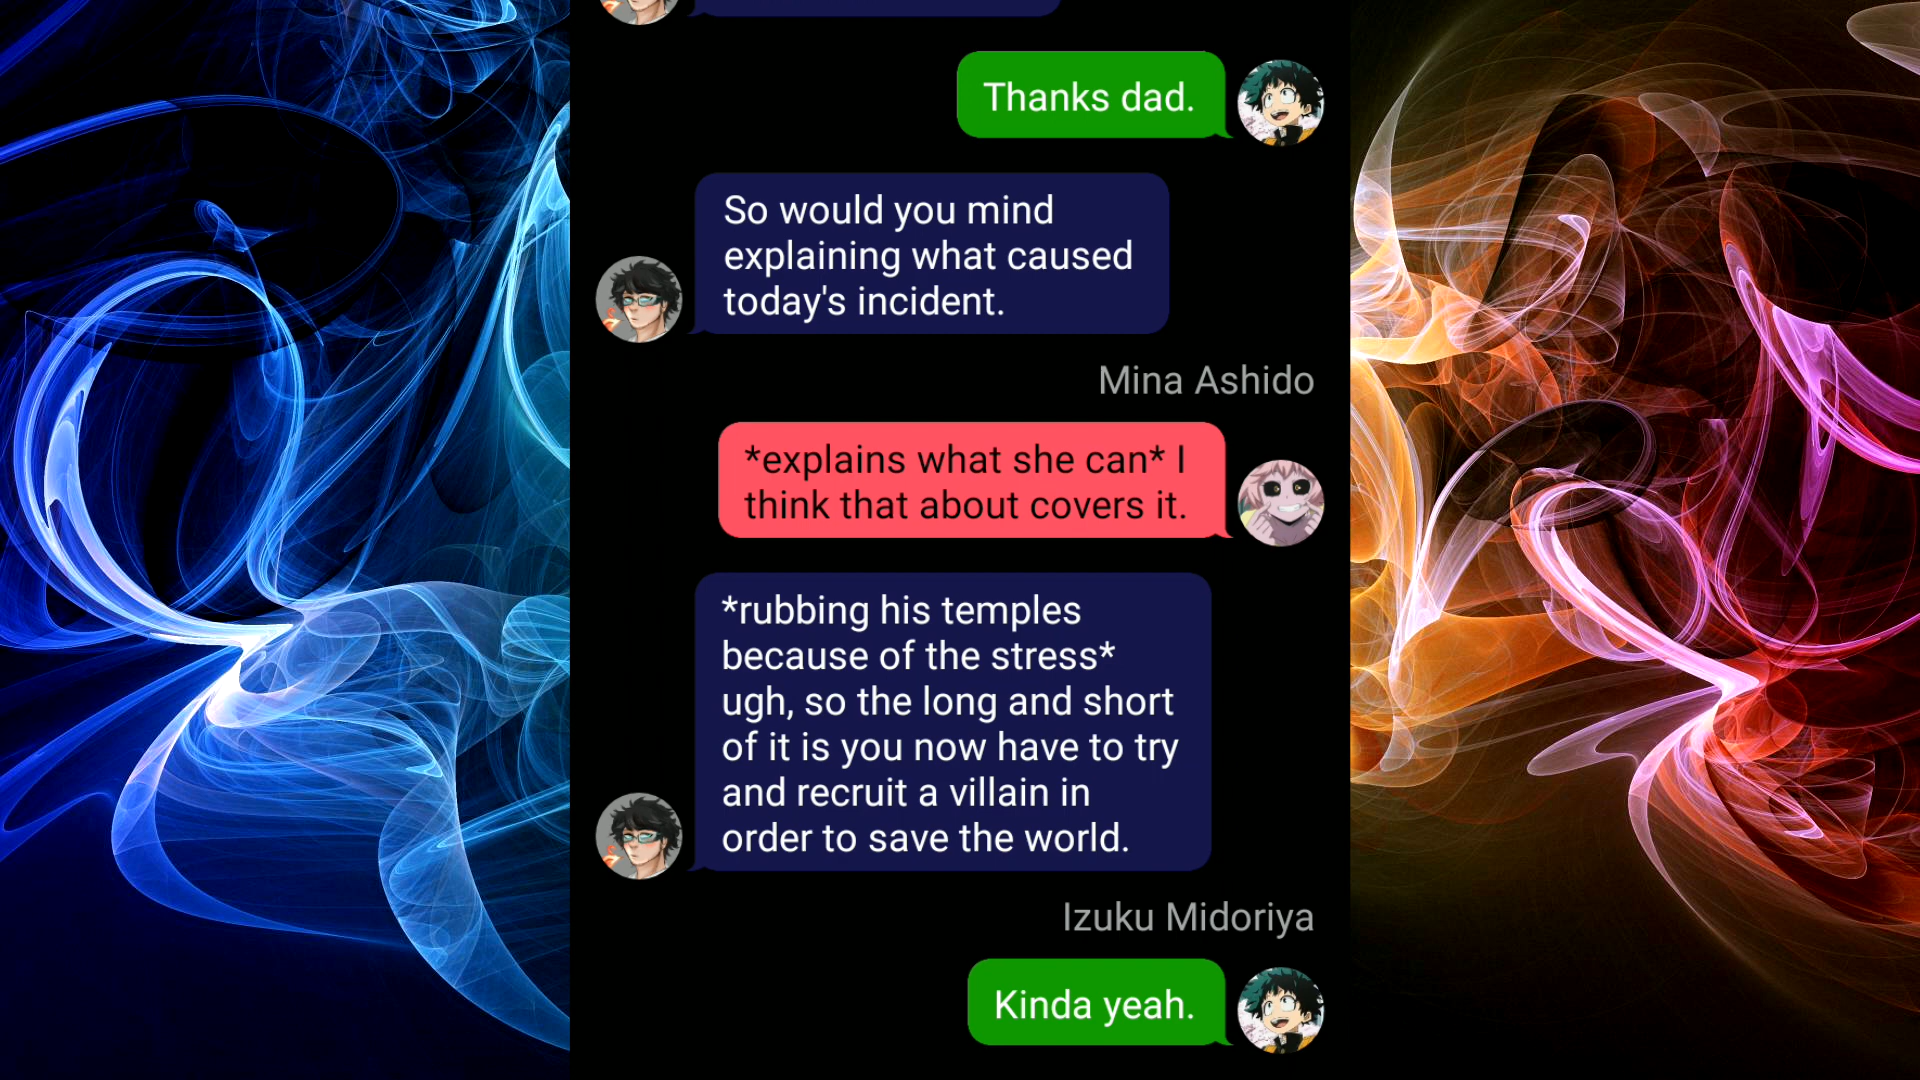 Thanks dad.
So would you mind
explaining what caused
today's incident.
Mina Ashido
*explains what she can* I
think that about covers it.
*rubbing his temples
because of the stress*
ugh, so the long and short
of it is you now have to try
and recruit a villain in
order to save the world.
Izuku Midoriya
Kinda yeah.